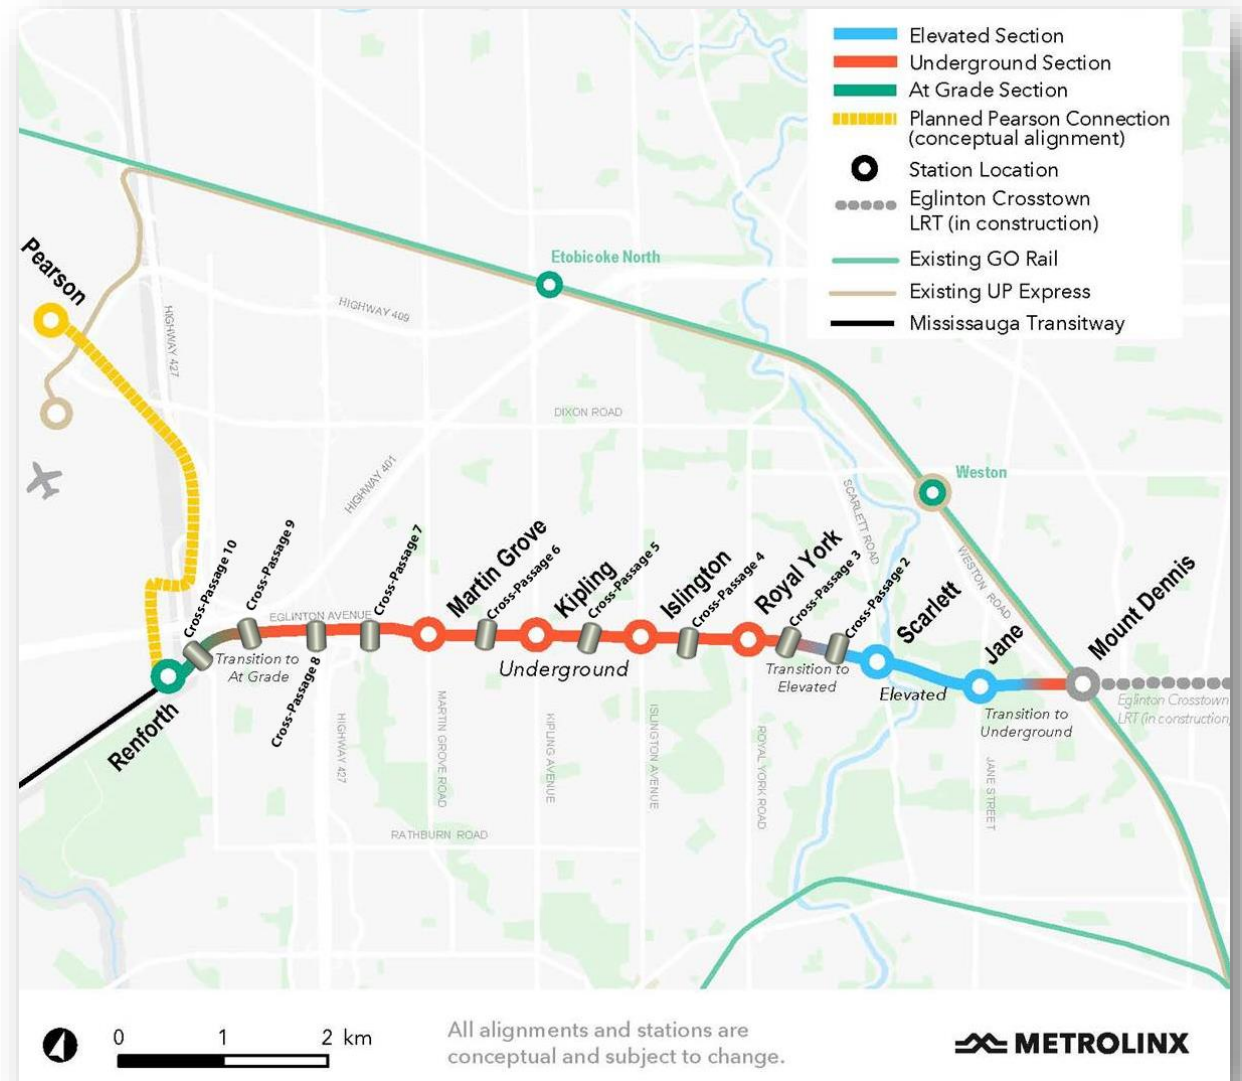 Elevated Section
Underground Section
At Grade Section
Planned Pearson Connection
(conceptual alignment)
Station Location
Eglinton Crosstown
LRT (in construction)
Existing GO Rail
Existing UP Express
Mississauga Transitway
Pearson
Etobicoke North
HIGHWAY 409
HIGHWAY 427
DIXON ROAD
HIGHWAY 401
Weston
SCARLETT ROAD
WESTON ROAD
Cross-Passage 10
Cross-Passage 9
Cross-Passage 8
Cross-Passage 7
Martin Grove
Cross-Passage 6
Kipling
Cross-Passage 5
Islington
Cross-Passage 4
Royal York
Cross-Passage 3
Cross-Passage 2
Scarlett
Jane
Mount Dennis
EGLINTON AVENUE
Transition to
At Grade
Underground
Transition to
Elevated
Elevated
Transition to
Underground
Eglinton Crosstown
LRT (in construction
Renforth
HIGHWAY 427
MARTIN GROVE ROAD
KIPLING AVENUE
ISLINGTON AVENUE
ROYAL YORK ROAD
JANE STREET
RATHBURN ROAD
0 1 2 km
All alignments and stations are
conceptual and subject to change.
METROLINX